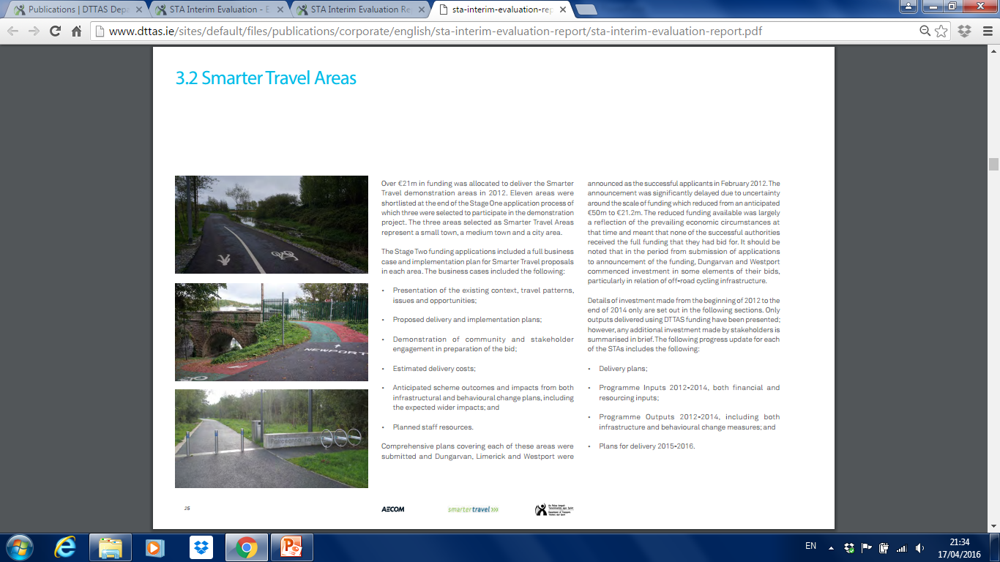 Publications | DTTAS Depa
STA Interim Evaluation - E
STA Interim Evaluation Re
sta-interim-evaluation-rep
www.dttas.ie/sites/default/files/publications/corporate/english/sta-interim-evaluation-report/sta-interim-evaluation-report.pdf
3.2 Smarter Travel Areas
NEWPORT
Over €21m in funding was allocated to deliver the Smarter
Travel demonstration areas in 2012. Eleven areas were
shortlisted at the end of the Stage One application process of
which three were selected to participate in the demonstration
project. The three areas selected as Smarter Travel Areas
represent a small town, a medium town and a city area.
The Stage Two funding applications included a full business
case and implementation plan for Smarter Travel proposals
in each area. The business cases included the following:
• Presentation of the existing context, travel patterns,
issues and opportunities;
• Proposed delivery and implementation plans;
• Demonstration of community and stakeholder
engagement in preparation of the bid;
• Estimated delivery costs;
• Anticipated scheme outcomes and impacts from both
infrastructural and behavioural change plans, including
the expected wider impacts; and
• Planned staff resources.
Comprehensive plans covering each of these areas were
submitted and Dungarvan, Limerick and Westport were
announced as the successful applicants in February 2012. The
announcement was significantly delayed due to uncertainty
around the scale of funding which reduced from an anticipated
€50m to €21.2m. The reduced funding available was largely
a reflection of the prevailing economic circumstances at
that time and meant that none of the successful authorities
received the full funding that they had bid for. It should be
noted that in the period from submission of applications
to announcement of the funding, Dungarvan and Westport
commenced investment in some elements of their bids,
particularly in relation of off-road cycling infrastructure.
Details of investment made from the beginning of 2012 to the
end of 2014 only are set out in the following sections. Only
outputs delivered using DTTAS funding have been presented;
however, any additional investment made by stakeholders is
summarised in brief. The following progress update for each
of the STAs includes the following:
• Delivery plans;
• Programme Inputs 2012-2014, both financial and
resourcing inputs;
• Programme Outputs 2012-2014, including both
infrastructure and behavioural change measures; and
• Plans for delivery 2015-2016.
25
AECOM
smartertravel>>>
An Roinn Iompair
Turasóireachta agus Spóirt
Department of Transport
Tourism and Sport
EN
21:34
17/04/2016